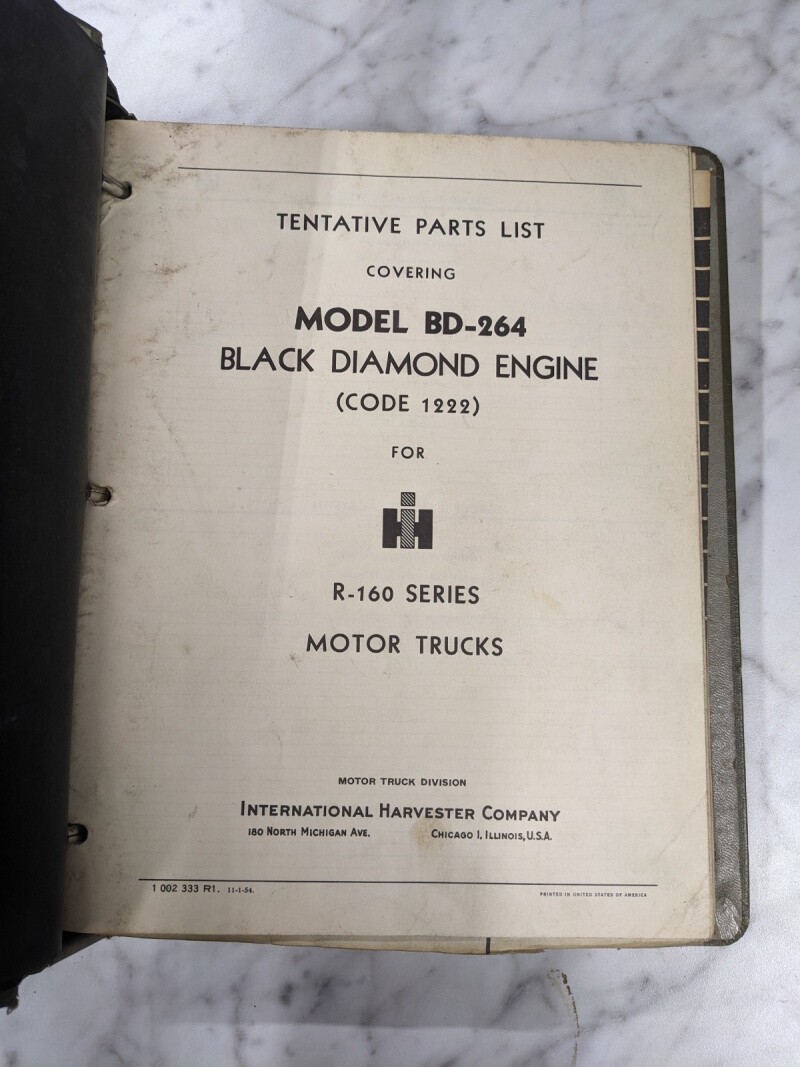 TENTATIVE PARTS LIST
COVERING
MODEL BD-264
BLACK DIAMOND ENGINE
(CODE 1222)
FOR
IH
R-160 SERIES
MOTOR TRUCKS
MOTOR TRUCK DIVISION
INTERNATIONAL HARVESTER COMPANY
180 NORTH MICHIGAN AVE. CHICAGO 1, ILLINOIS, U.S.A.
1 002 333 R1. 11-1-54. PRINTED IN UNITED STATES OF AMERICA